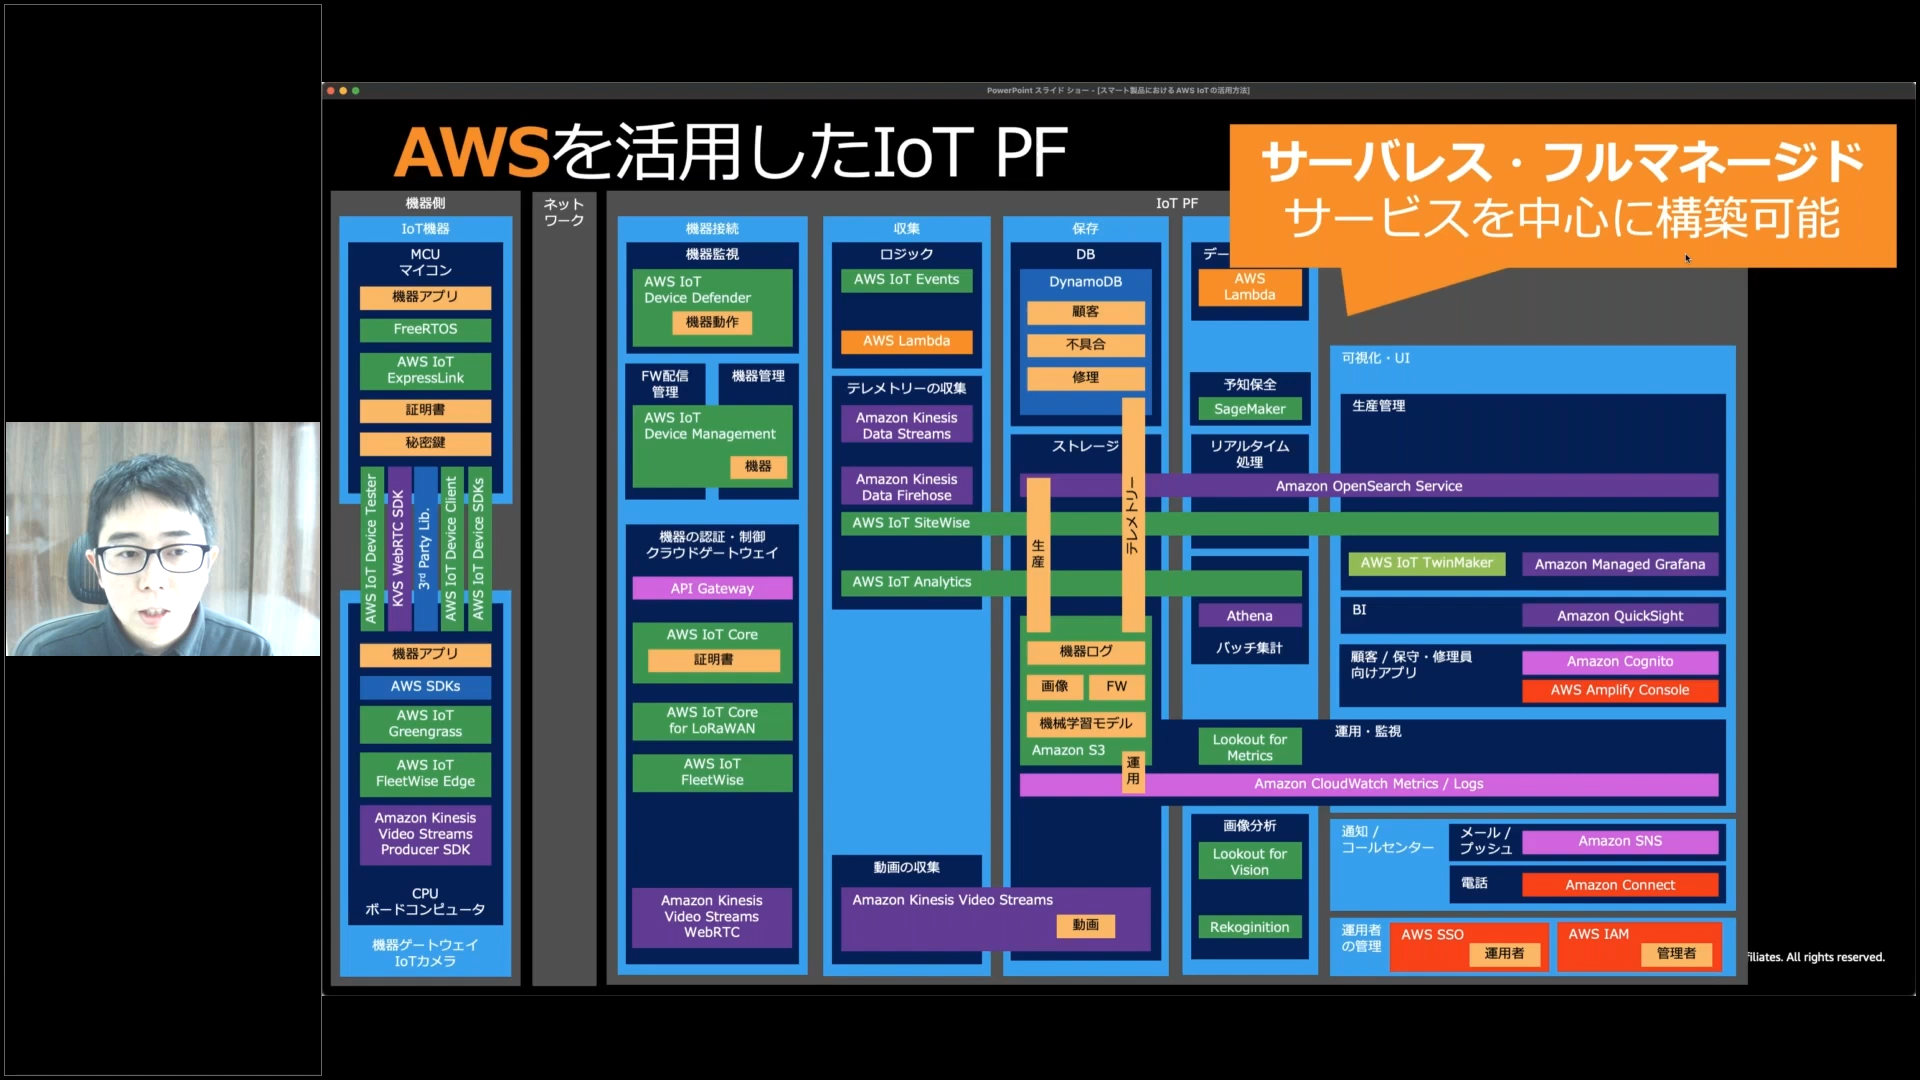 PowerPoint スライド ショー - [スマート製品における AWS IoT の活用方法]
AWSを活用したIoT PF
サーバレス・フルマネージド
サービスを中心に構築可能
機器側
IoT機器
MCU
マイコン
機器アプリ
FreeRTOS
AWS IoT
ExpressLink
証明書
秘密鍵
AWS IoT Device Tester
KVS WebRTC SDK
3rd Party Lib.
AWS IoT Device Client
AWS IoT Device SDKs
機器アプリ
AWS SDKs
AWS IoT
Greengrass
AWS IoT
FleetWise Edge
Amazon Kinesis
Video Streams
Producer SDK
CPU
ボードコンピュータ
機器ゲートウェイ
IoTカメラ
ネット
ワーク
IoT PF
機器接続
機器監視
AWS IoT
Device Defender
機器動作
FW配信
管理
機器管理
AWS IoT
Device Management
機器
機器の認証・制御
クラウドゲートウェイ
API Gateway
AWS IoT Core
証明書
AWS IoT Core
for LoRaWAN
AWS IoT
FleetWise
Amazon Kinesis
Video Streams
WebRTC
収集
ロジック
AWS IoT Events
AWS Lambda
テレメトリーの収集
Amazon Kinesis
Data Streams
Amazon Kinesis
Data Firehose
AWS IoT SiteWise
AWS IoT Analytics
動画の収集
Amazon Kinesis Video Streams
動画
保存
DB
DynamoDB
顧客
不具合
修理
ストレージ
生産
テレメトリー
機器ログ
画像
FW
機械学習モデル
Amazon S3
運用
デー
AWS
Lambda
予知保全
SageMaker
リアルタイム
処理
Amazon OpenSearch Service
Athena
バッチ集計
Lookout for
Metrics
Amazon CloudWatch Metrics / Logs
画像分析
Lookout for
Vision
Rekoginition
可視化・UI
生産管理
AWS IoT TwinMaker
Amazon Managed Grafana
BI
Amazon QuickSight
顧客 / 保守・修理員
向けアプリ
Amazon Cognito
AWS Amplify Console
運用・監視
通知 /
コールセンター
メール /
プッシュ
Amazon SNS
電話
Amazon Connect
運用者
の管理
AWS SSO
運用者
AWS IAM
管理者
filiates. All rights reserved.